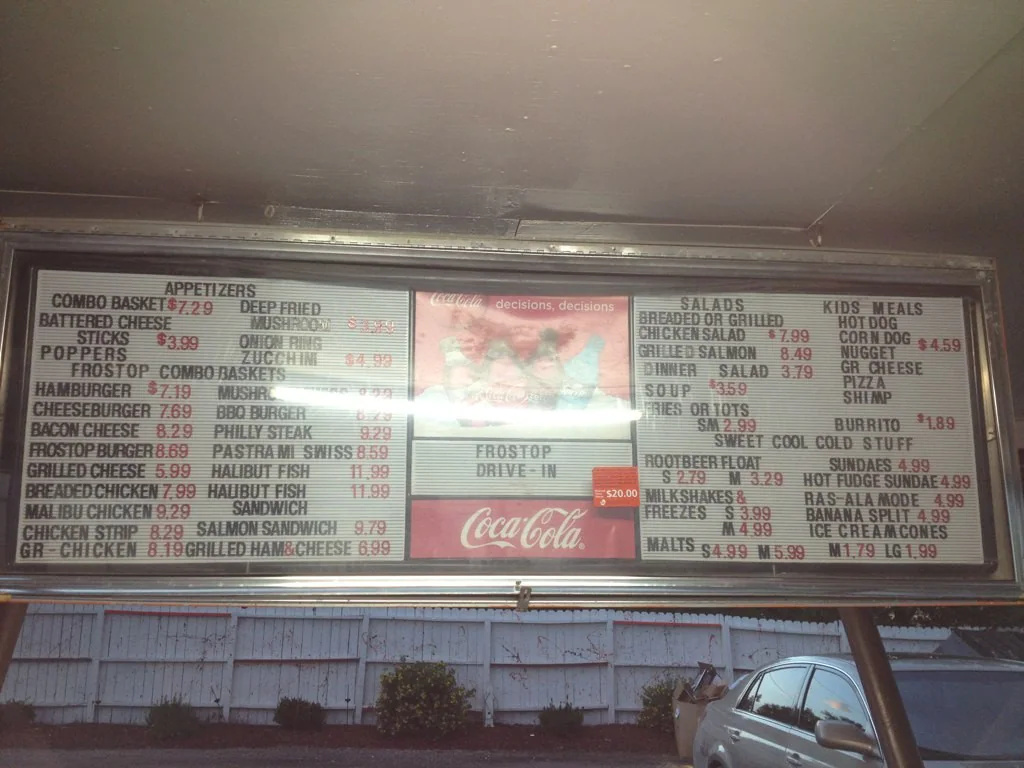 APPETIZERS
COMBO BASKET $7.29
BATTERED CHEESE
STICKS $3.99
POPPERS
DEEP FRIED
MUSHROOM
ONION RING
ZUCCHINI $4.99
FROSTOP COMBO BASKETS
HAMBURGER $7.19
CHEESEBURGER 7.69
BACON CHEESE 8.29
FROSTOP BURGER 8.69
GRILLED CHEESE 5.99
BREADED CHICKEN 7.99
MALIBU CHICKEN 9.29
CHICKEN STRIP 8.29
GR-CHICKEN 8.19
BBQ BURGER
PHILLY STEAK 9.29
PASTRAMI SWISS 8.59
HALIBUT FISH 11.99
HALIBUT FISH 11.99
SANDWICH
SALMON SANDWICH 9.79
GRILLED HAM&CHEESE 6.99
Coca-Cola decisions, decisions
FROSTOP
DRIVE-IN
$20.00
Coca-Cola
SALADS
BREADED OR GRILLED
CHICKEN SALAD $7.99
GRILLED SALMON 8.49
DINNER SALAD 3.79
SOUP $3.59
FRIES OR TOTS
SM 2.99
KIDS MEALS
HOT DOG
CORN DOG $4.59
NUGGET
GR CHEESE
PIZZA
SHIMP
BURRITO $1.89
SWEET COOL COLD STUFF
ROOTBEER FLOAT
S 2.79 M 3.29
MILKSHAKES &
FREEZES S 3.99
M 4.99
MALTS S 4.99 M 5.99
SUNDAES 4.99
HOT FUDGE SUNDAE 4.99
RAS-ALAMODE 4.99
BANANA SPLIT 4.99
ICE CREAM CONES
M 1.79 LG 1.99